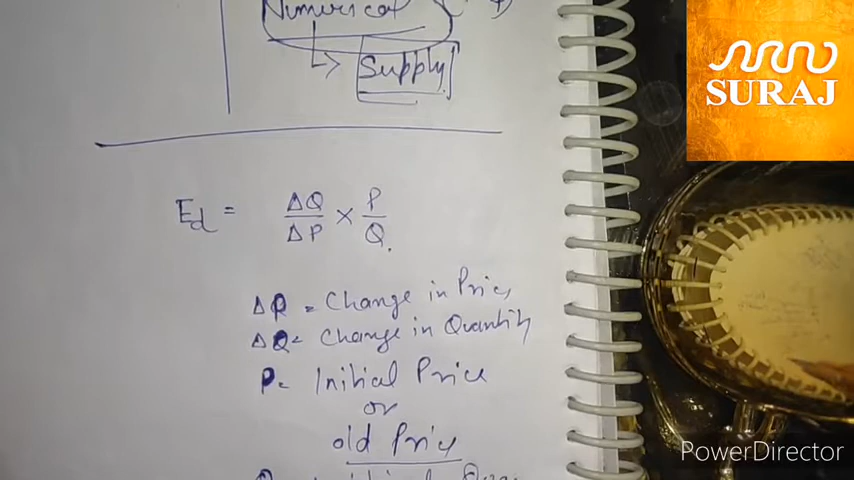 Numerical
Supply
Ed = ΔQ/ΔP × P/Q.
ΔP = Change in Price
ΔQ = Change in Quantity
P = Initial Price
or
old Price
SURAJ
PowerDirector